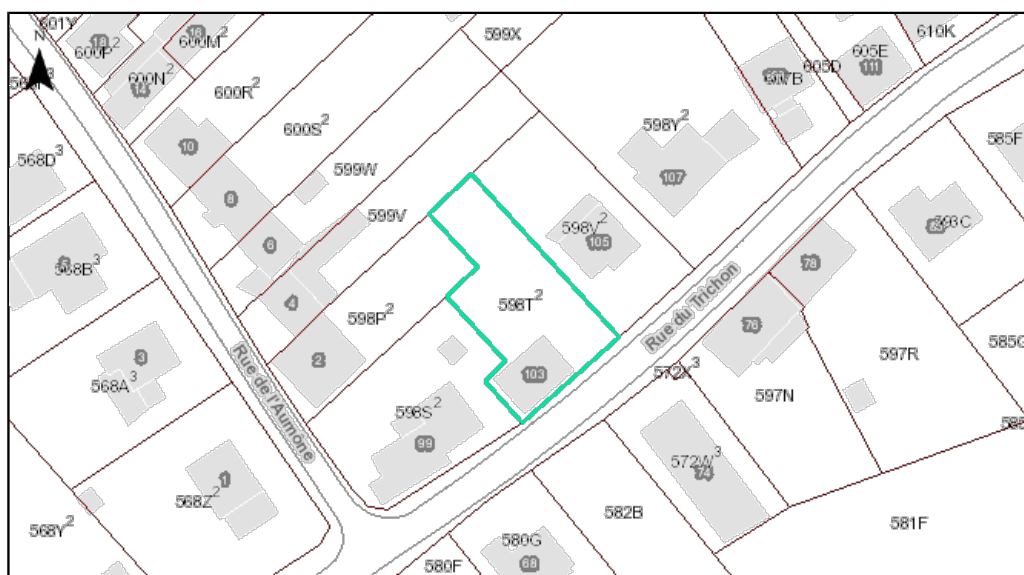 601Y
N
18
600P²
18
600M²
599X
610K
605E
111
605D
607B
600N²
14
600R²
600S²
598Y²
585F
10
568D³
599W
107
8
599V
598V²
105
593C
6
568B³
5
78
4
598T²
598P²
Rue du Trichon
76
585G
3
2
597R
568A³
103
572X³
597N
Rue de l'Aumône
598S²
99
572W³
74
1
568Z²
582B
581F
568Y²
580G
68
580F